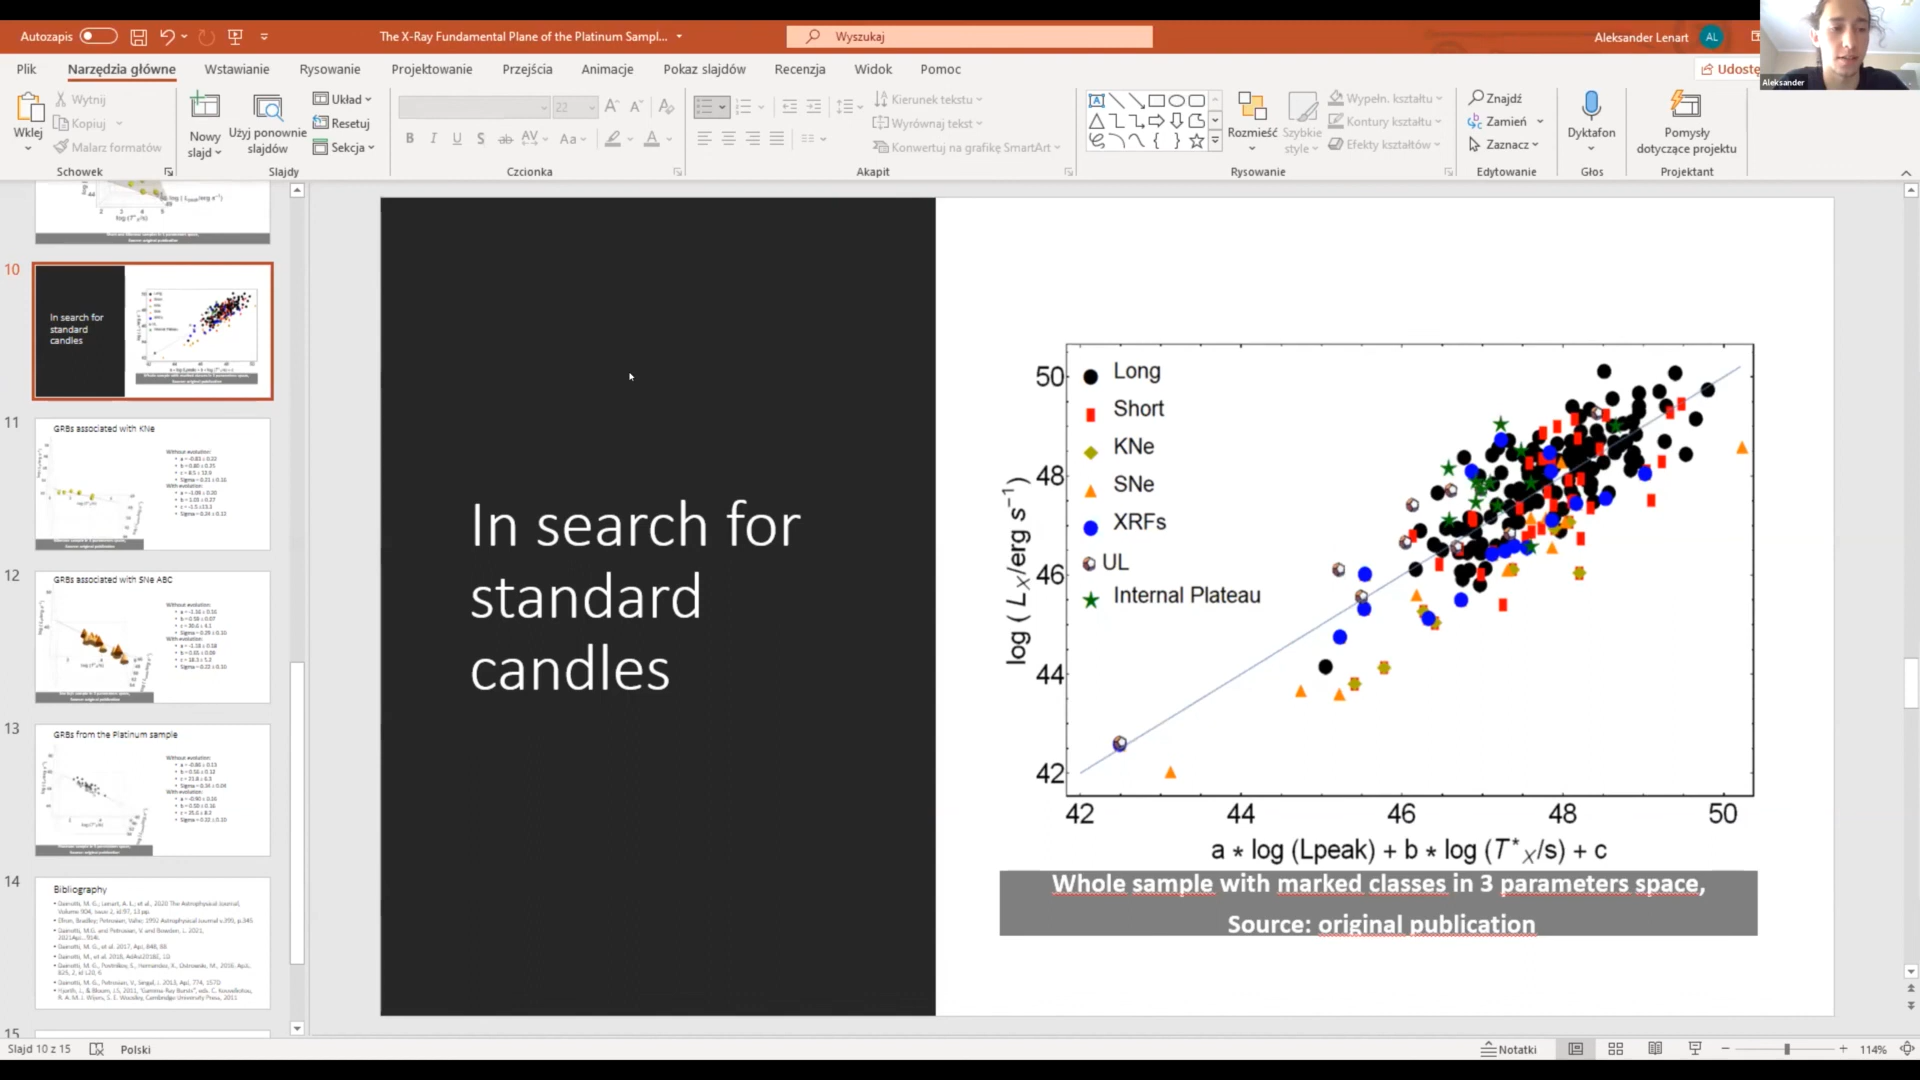 Autozapis
The X-Ray Fundamental Plane of the Platinum Sampl...
Wyszukaj
Aleksander Lenart
AL
Aleksander
Plik
Narzędzia główne
Wstawianie
Rysowanie
Projektowanie
Przejścia
Animacje
Pokaz slajdów
Recenzja
Widok
Pomoc
Udostę
Wklej
Wytnij
Kopiuj
Malarz formatów
Schowek
Nowy
slajd
Użyj ponownie
slajdów
Układ
Resetuj
Sekcja
Slajdy
22
Czcionka
Kierunek tekstu
Wyrównaj tekst
Konwertuj na grafikę SmartArt
Akapit
Rozmieść
Szybkie
style
Wypełn. kształtu
Kontury kształtu
Efekty kształtów
Rysowanie
Znajdź
Zamień
Zaznacz
Edytowanie
Dyktafon
Głos
Pomysły
dotyczące projektu
Projektant
10
In search for
standard
candles
11
GRBs associated with KNe
12
GRBs associated with SNe ABC
13
GRBs from the Platinum sample
14
Bibliography
15
In search for
standard
candles
Long
Short
KNe
SNe
XRFs
UL
Internal Plateau
50
48
46
44
42
log ( L_X/erg s⁻¹)
42 44 46 48 50
a * log (Lpeak) + b * log (T*_X/s) + c
Whole sample with marked classes in 3 parameters space,
Source: original publication
Slajd 10 z 15
Polski
Notatki
114%